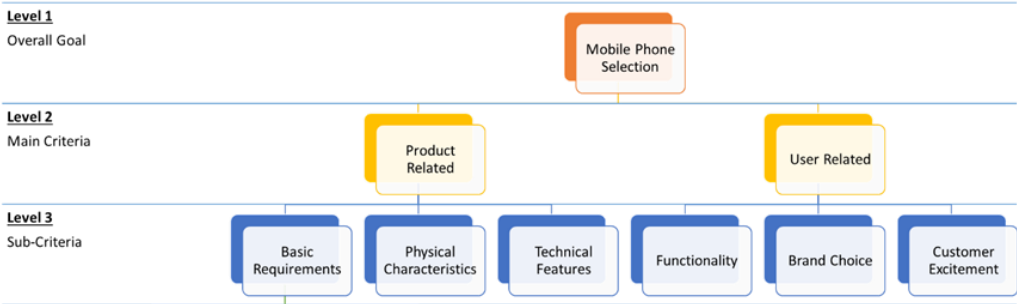 Level 1
Overall Goal
Mobile Phone
Selection
Level 2
Main Criteria
Product
Related
User Related
Level 3
Sub-Criteria
Basic
Requirements
Physical
Characteristics
Technical
Features
Functionality
Brand Choice
Customer
Excitement